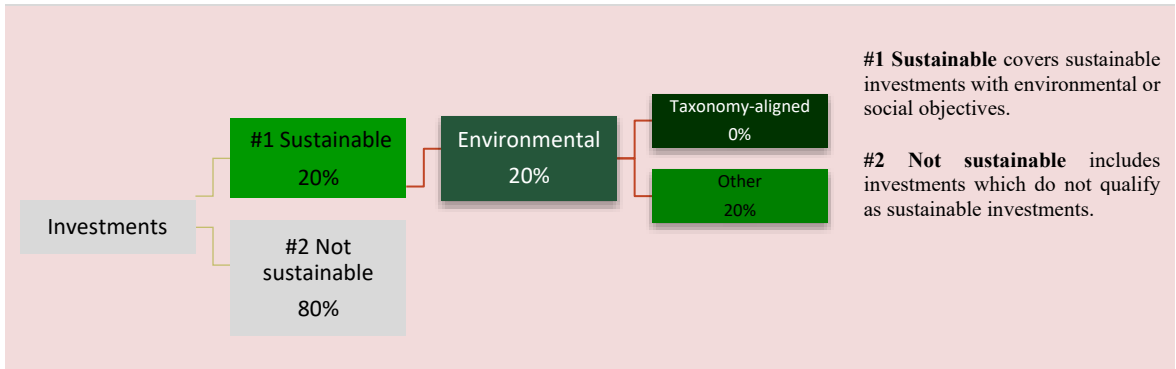 Investments
#1 Sustainable
20%
#2 Not
sustainable
80%
Environmental
20%
Taxonomy-aligned
0%
Other
20%
#1 Sustainable covers sustainable
investments with environmental or
social objectives.
#2 Not sustainable includes
investments which do not qualify
as sustainable investments.